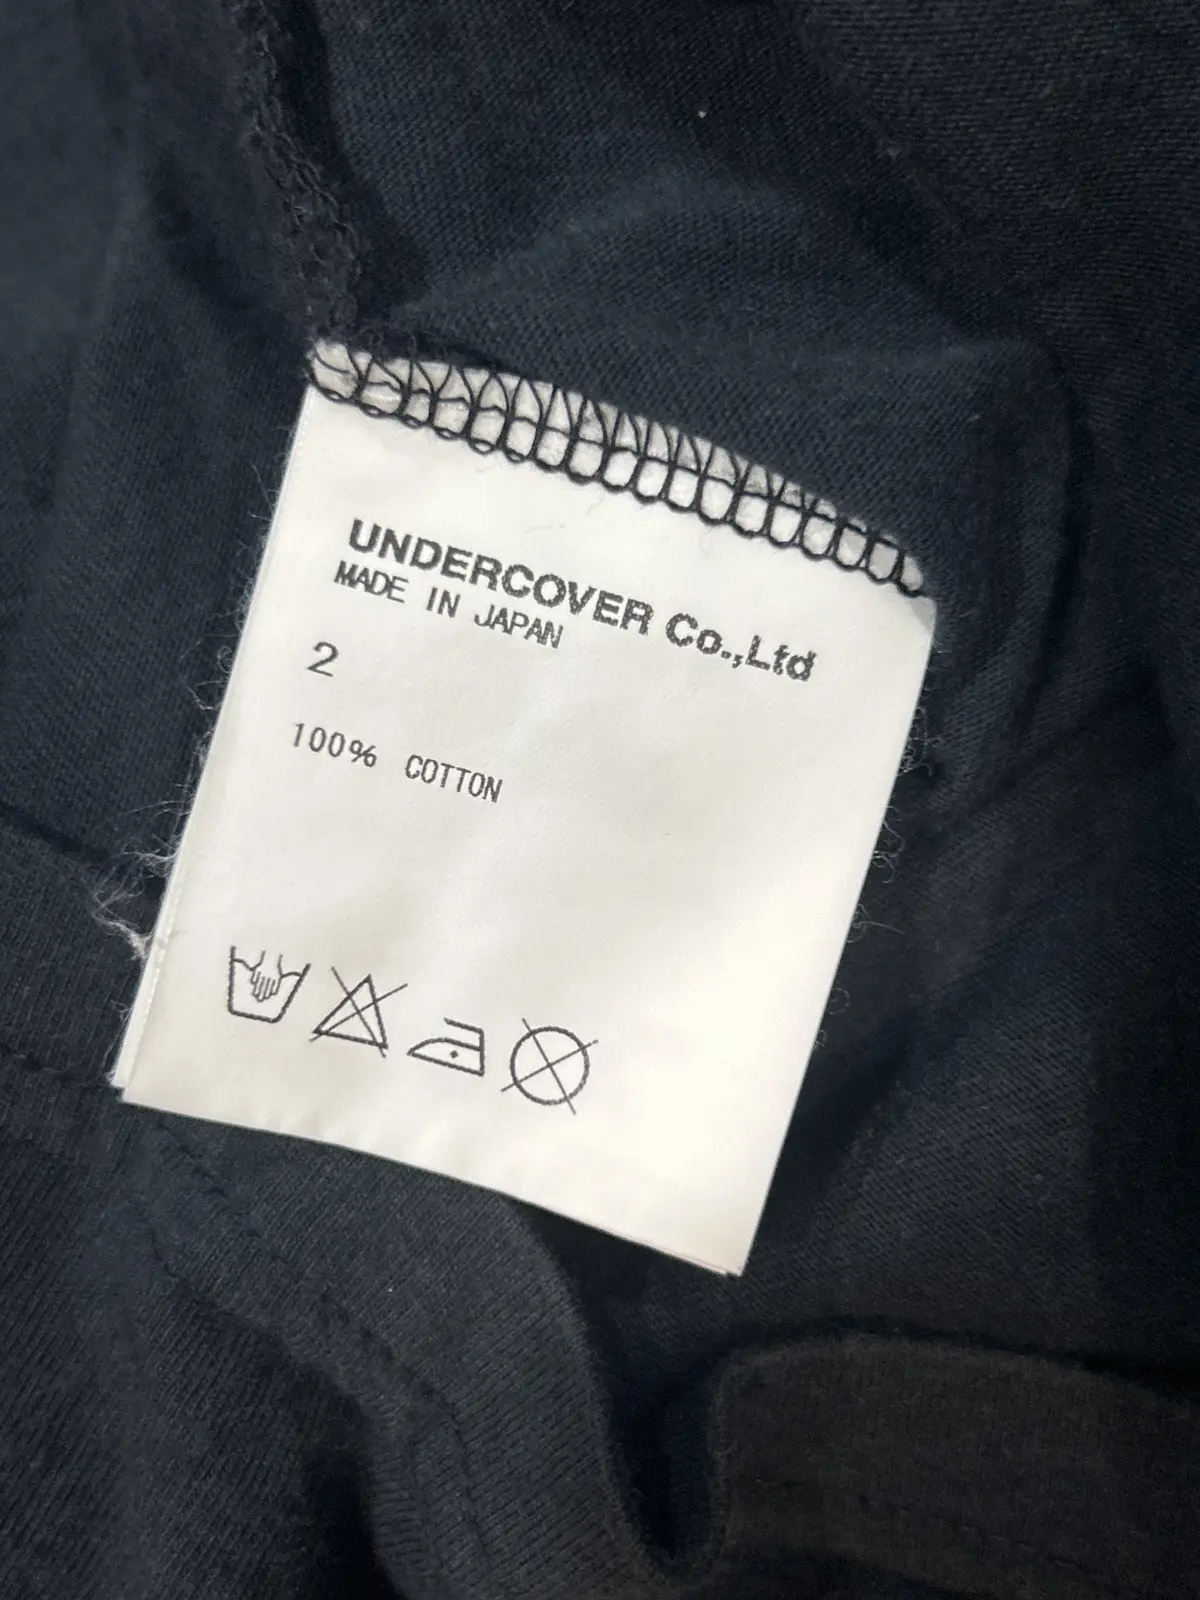 UNDERCOVER Co.,Ltd
MADE IN JAPAN
2
100% COTTON